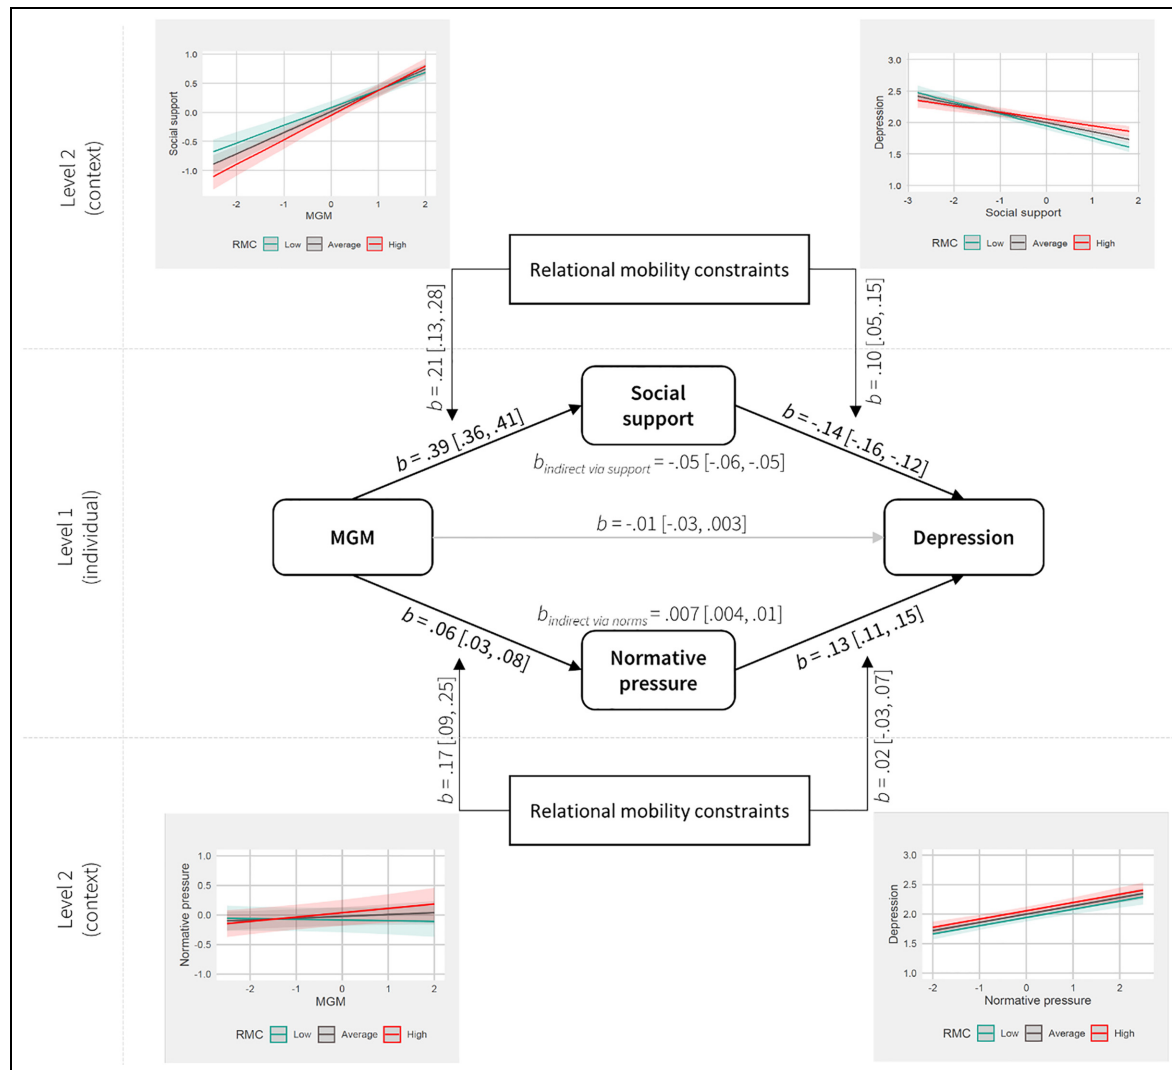 Level 2
(context)
Social support
1.0
0.5
0.0
-0.5
-1.0
-2
-1
0
1
2
MGM
RMC Low Average High
Depression
3.0
2.5
2.0
1.5
1.0
-3
-2
-1
0
1
2
Social support
RMC Low Average High
Relational mobility constraints
b = .21 [.13, .28]
b = .10 [.05, .15]
Level 1
(individual)
Social
support
b = .39 [.36, .41]
b = -.14 [-.16, -.12]
b indirect via support = -.05 [-.06, -.05]
MGM
b = -.01 [-.03, .003]
Depression
b indirect via norms = .007 [.004, .01]
b = .06 [.03, .08]
b = .13 [.11, .15]
Normative
pressure
b = .17 [.09, .25]
b = .02 [-.03, .07]
Level 2
(context)
Relational mobility constraints
Normative pressure
1.0
0.5
0.0
-0.5
-1.0
-2
-1
0
1
2
MGM
RMC Low Average High
Depression
3.0
2.5
2.0
1.5
1.0
-2
-1
0
1
2
Normative pressure
RMC Low Average High